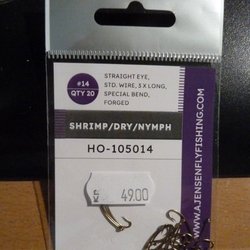 #14
QTY 20
STRAIGHT EYE,
STD. WIRE, 3 X LONG,
SPECIAL BEND,
FORGED
SHRIMP/DRY/NYMPH
HO-105014
49.00
WWW.AJENSENFLYFISHING.COM